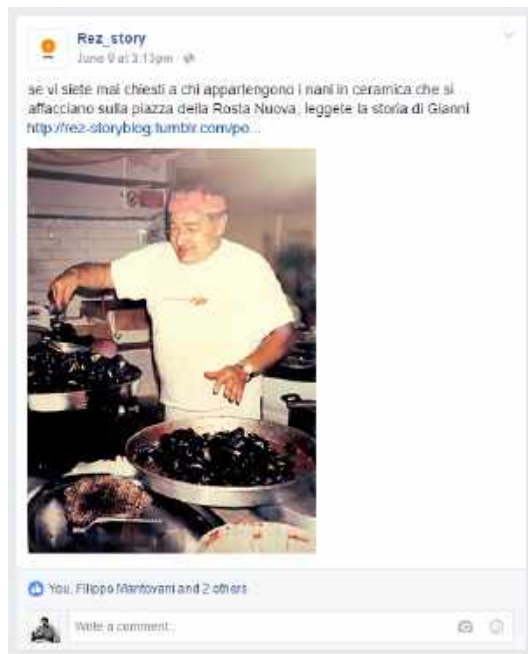 Rez_story
June 9 at 3:13pm
se vi siete mai chiesti a chi appartengono i nani in ceramica che si
affacciano sulla piazza della Rosta Nuova, leggete la storia di Gianni
http://rez-storyblog.tumblr.com/po...
You, Filippo Mantovani and 2 others
Write a comment...